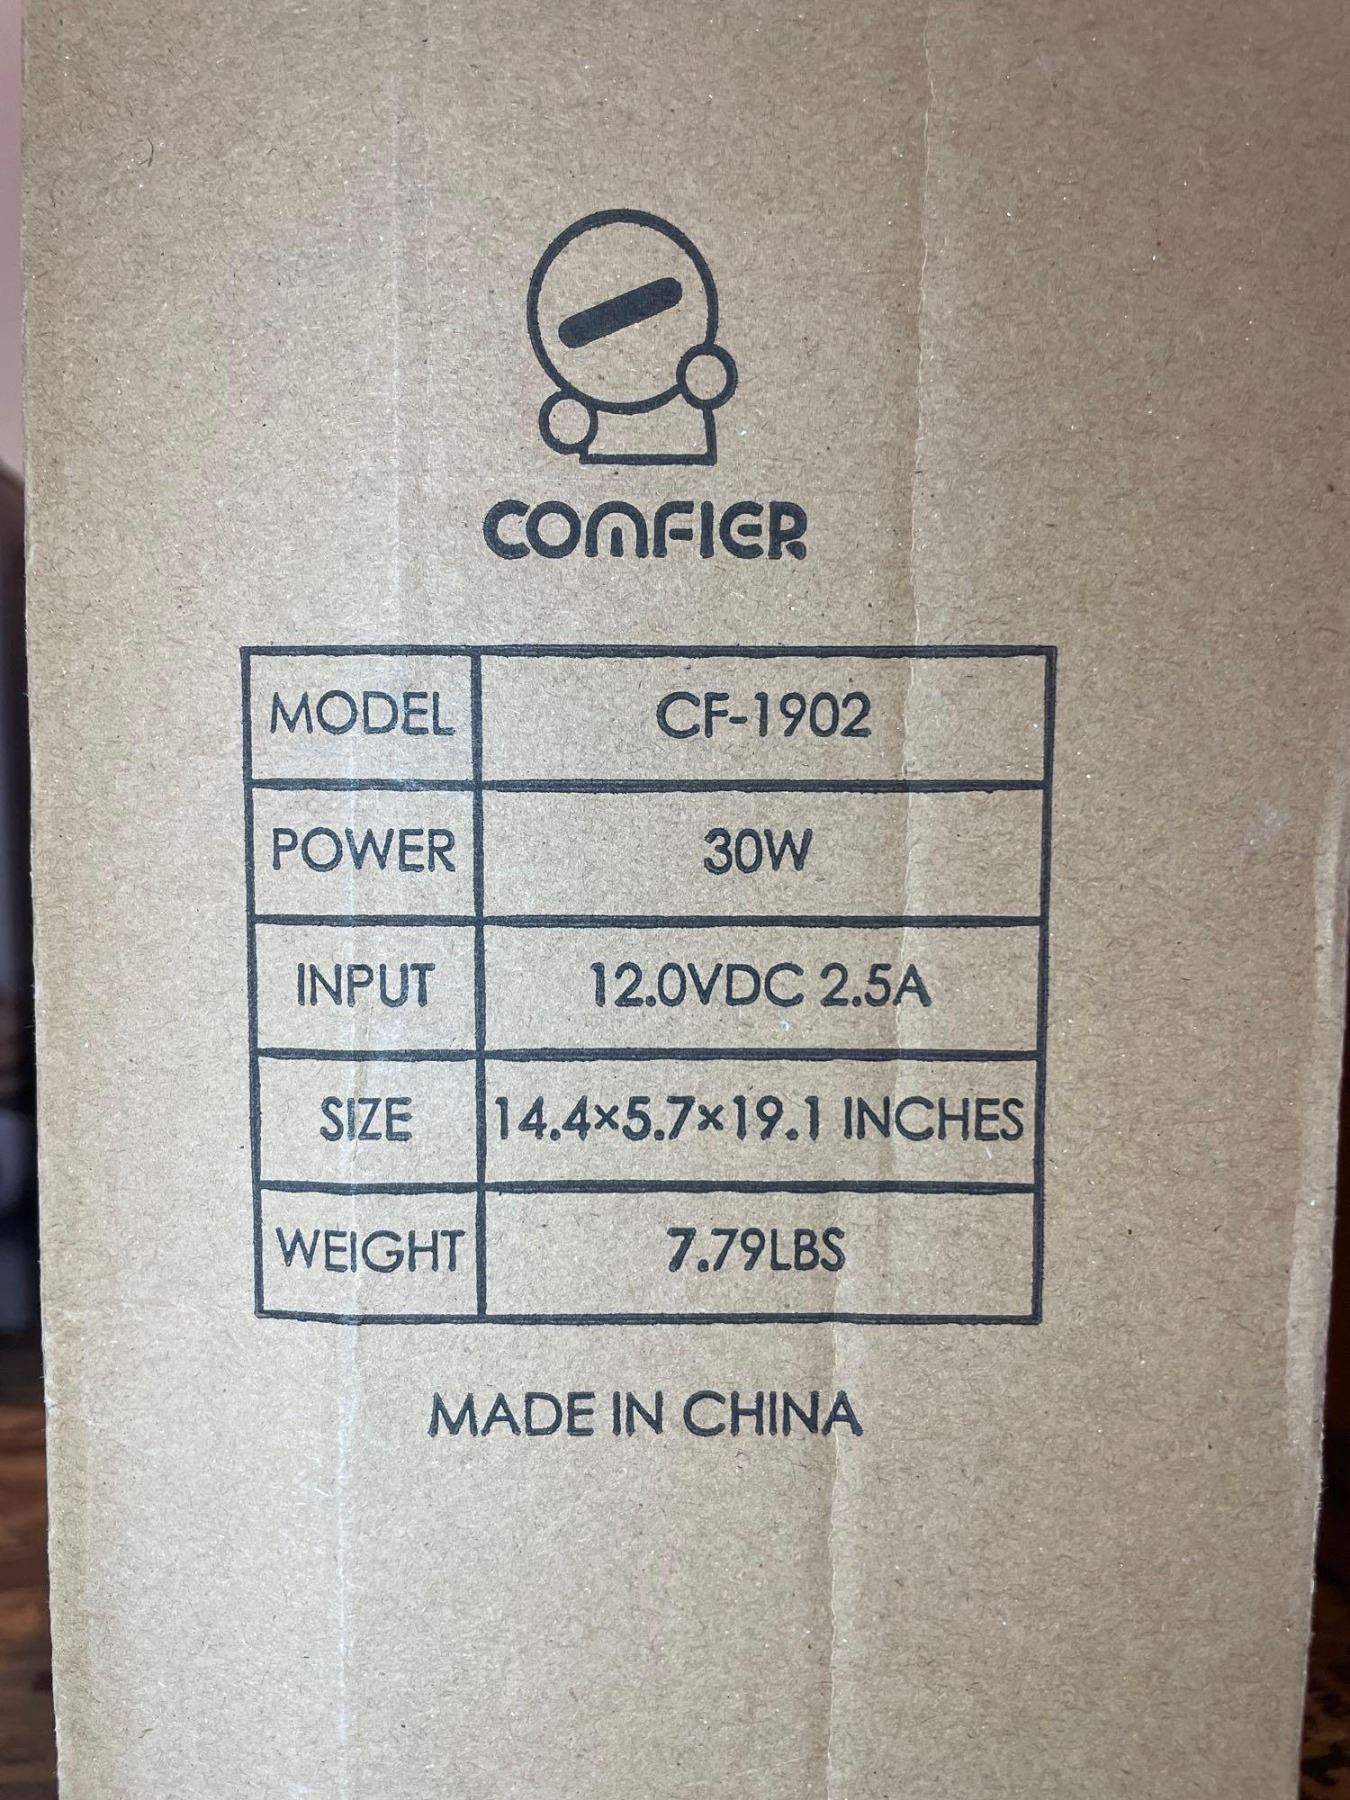 COMFIER
MODEL CF-1902
POWER 30W
INPUT 12.0VDC 2.5A
SIZE 14.4×5.7×19.1 INCHES
WEIGHT 7.79LBS
MADE IN CHINA